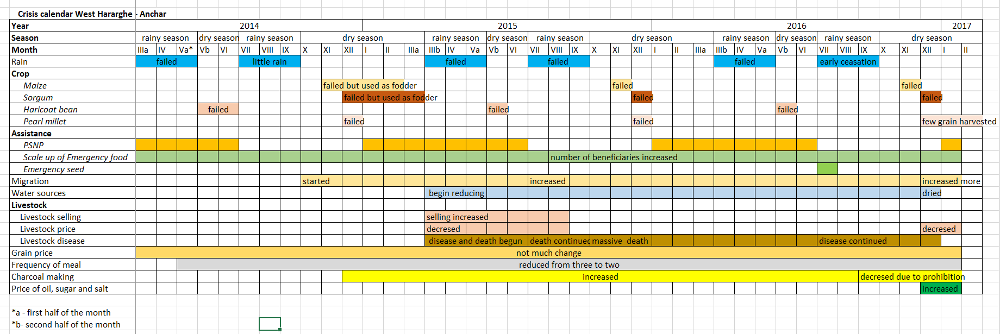 Crisis calendar West Hararghe - Anchar
Year 2014 2015 2016 2017
Season rainy season dry season rainy season dry season rainy season dry season rainy season dry season rainy season dry season rainy season dry season
Month IIIa IV Va* Vb VI VII VIII IX X XI XII I II IIIa IIIb IV Va Vb VI VII VIII IX X XI XII I II IIIa IIIb IV Va Vb VI VII VIII IX X XI XII I II
Rain failed little rain failed failed failed early ceasation
Crop
Maize failed but used as fodder failed failed
Sorgum failed but used as fodder failed failed
Haricoat bean failed failed failed
Pearl millet failed failed few grain harvested
Assistance
PSNP
Scale up of Emergency food number of beneficiaries increased
Emergency seed
Migration started increased increased more
Water sources begin reducing dried
Livestock
Livestock selling selling increased
Livestock price decresed decresed
Livestock disease disease and death begun death continued massive death disease continued
Grain price not much change
Frequency of meal reduced from three to two
Charcoal making increased decresed due to prohibition
Price of oil, sugar and salt increased
*a - first half of the month
*b- second half of the month